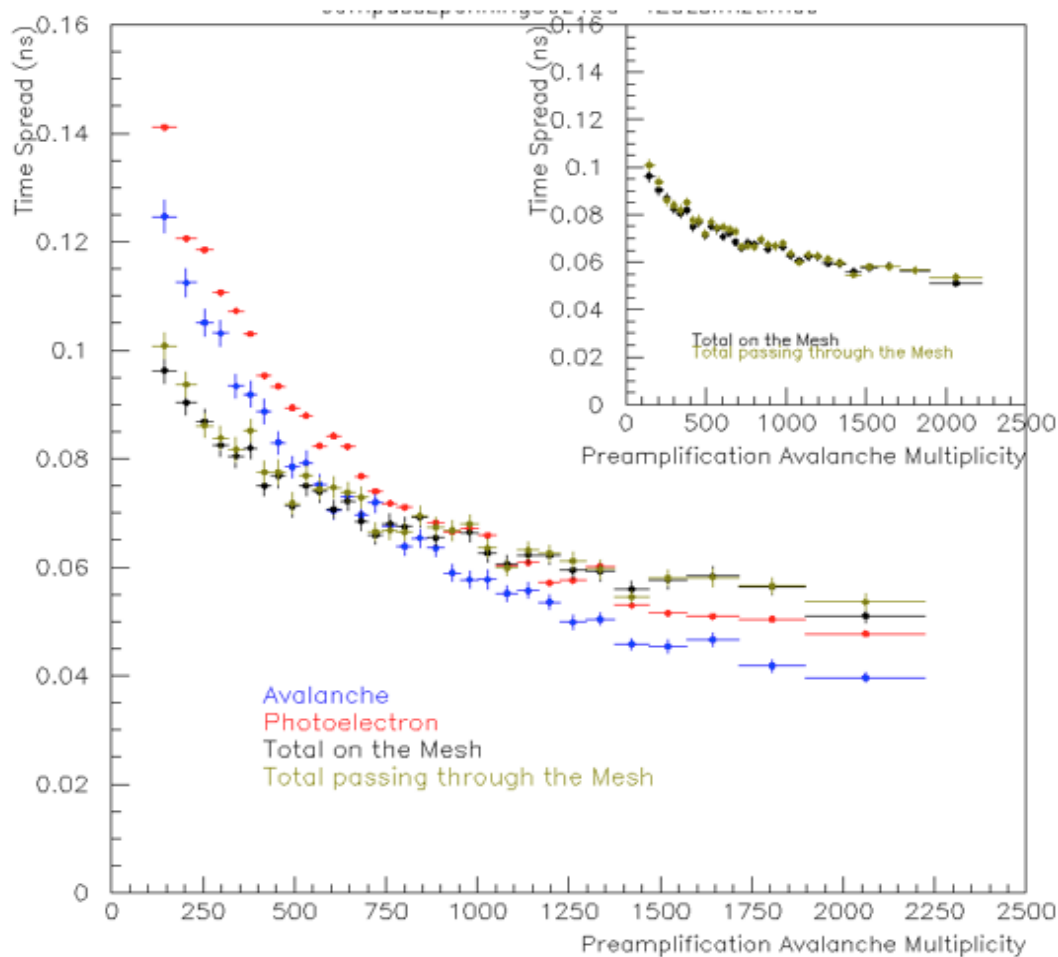 Time Spread (ns)
0.16
0.14
0.12
0.1
0.08
0.06
0.04
0.02
0
0 250 500 750 1000 1250 1500 1750 2000 2250 2500
Preamplification Avalanche Multiplicity
Avalanche
Photoelectron
Total on the Mesh
Total passing through the Mesh
Time Spread (ns)
0.16
0.14
0.12
0.1
0.08
0.06
0.04
0.02
0
0 500 1000 1500 2000 2500
Preamplification Avalanche Multiplicity
Total on the Mesh
Total passing through the Mesh